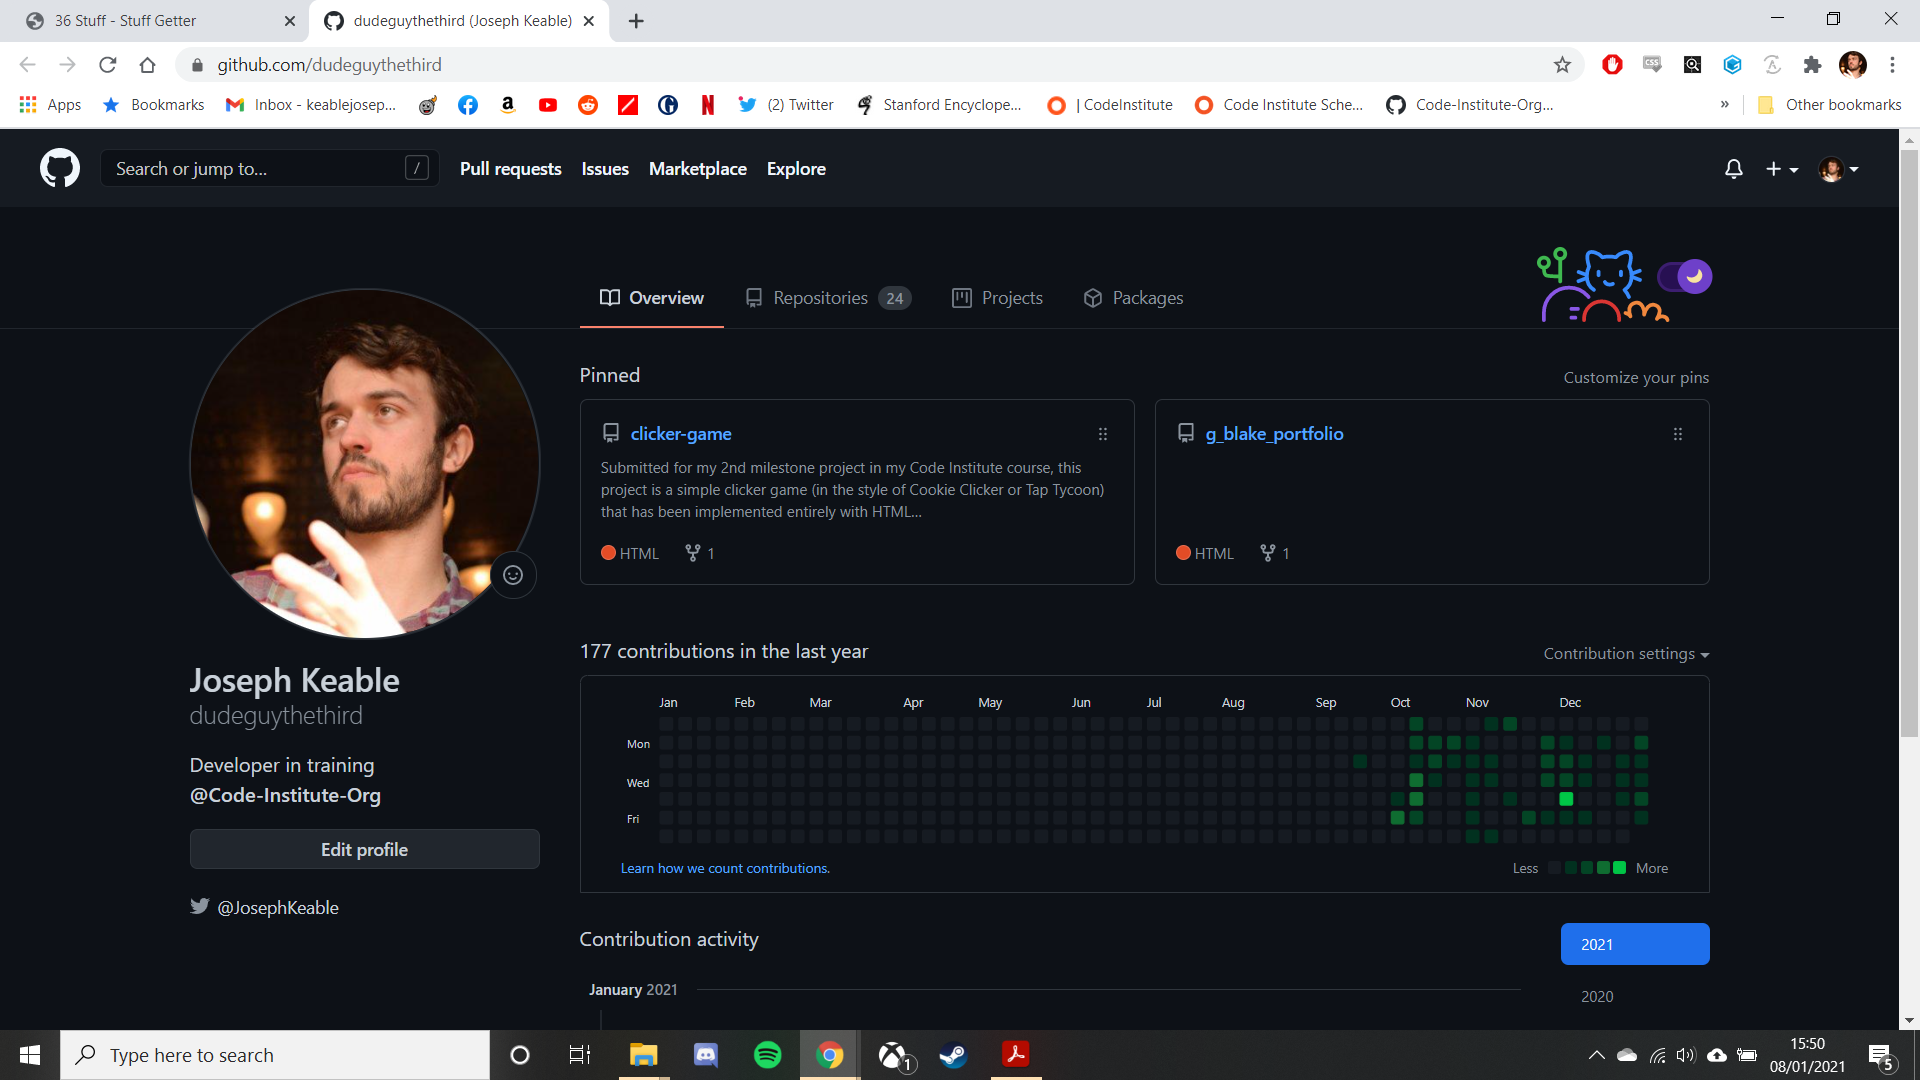 36 Stuff - Stuff Getter
dudeguythethird (Joseph Keable)
github.com/dudeguythethird
CSS
Apps
Bookmarks
Inbox - keablejosep...
(2) Twitter
Stanford Encyclope...
| CodeInstitute
Code Institute Sche...
Code-Institute-Org...
»
Other bookmarks
Search or jump to...
/
Pull requests
Issues
Marketplace
Explore
Overview
Repositories 24
Projects
Packages
Pinned
Customize your pins
clicker-game
Submitted for my 2nd milestone project in my Code Institute course, this
project is a simple clicker game (in the style of Cookie Clicker or Tap Tycoon)
that has been implemented entirely with HTML...
HTML 1
g_blake_portfolio
HTML 1
Joseph Keable
dudeguythethird
Developer in training
@Code-Institute-Org
Edit profile
@JosephKeable
177 contributions in the last year
Contribution settings
Jan Feb Mar Apr May Jun Jul Aug Sep Oct Nov Dec
Mon
Wed
Fri
Learn how we count contributions.
Less More
Contribution activity
2021
January 2021
2020
Type here to search
1
15:50
08/01/2021
5